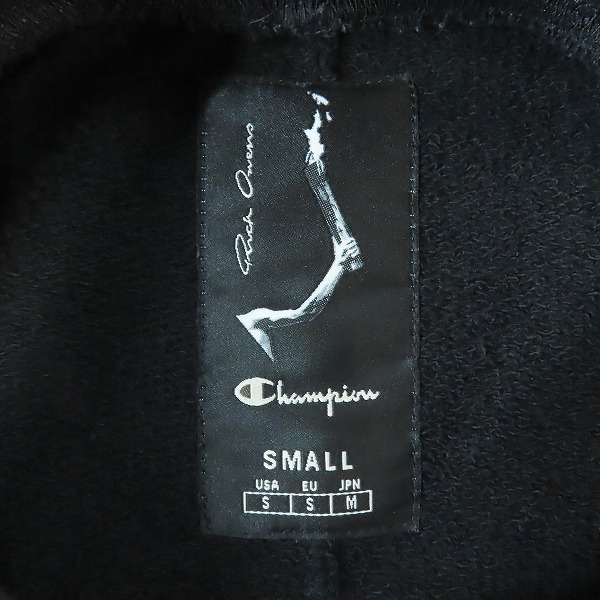 Rick Owens
Champion
SMALL
USA EU JPN
S S M